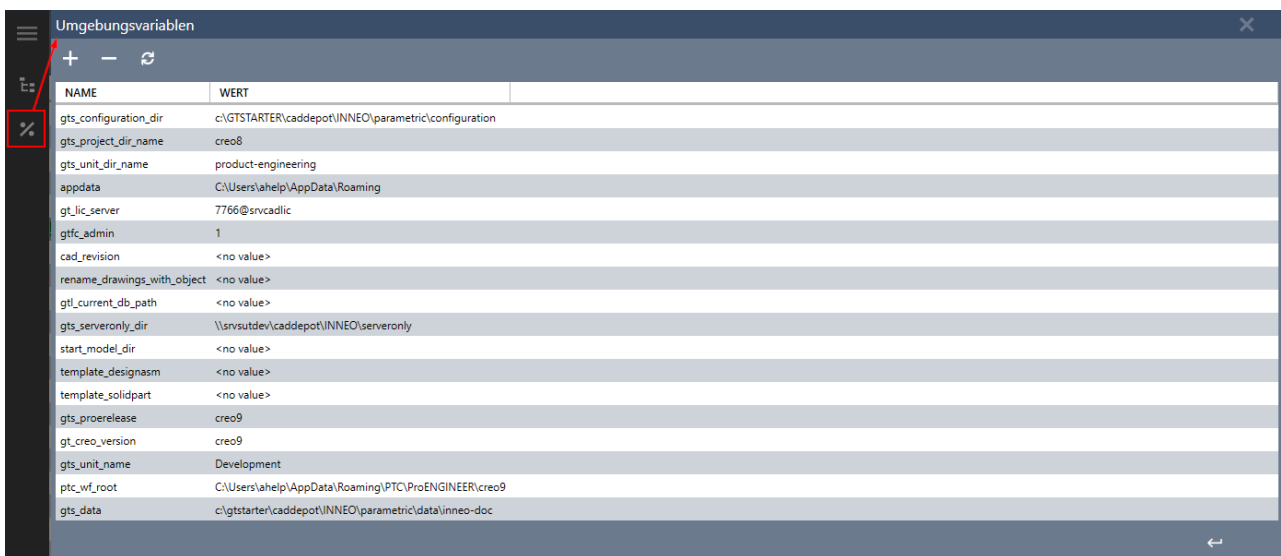 Umgebungsvariablen
NAME WERT
gts_configuration_dir c:\GTSTARTER\caddepot\INNEO\parametric\configuration
gts_project_dir_name creo8
gts_unit_dir_name product-engineering
appdata C:\Users\ahelp\AppData\Roaming
gt_lic_server 7766@srvcadlic
gtfc_admin 1
cad_revision <no value>
rename_drawings_with_object <no value>
gtl_current_db_path <no value>
gts_serveronly_dir \\srvsutdev\caddepot\INNEO\serveronly
start_model_dir <no value>
template_designasm <no value>
template_solidpart <no value>
gts_proerelease creo9
gt_creo_version creo9
gts_unit_name Development
ptc_wf_root C:\Users\ahelp\AppData\Roaming\PTC\ProENGINEER\creo9
gts_data c:\gtstarter\caddepot\INNEO\parametric\data\inneo-doc